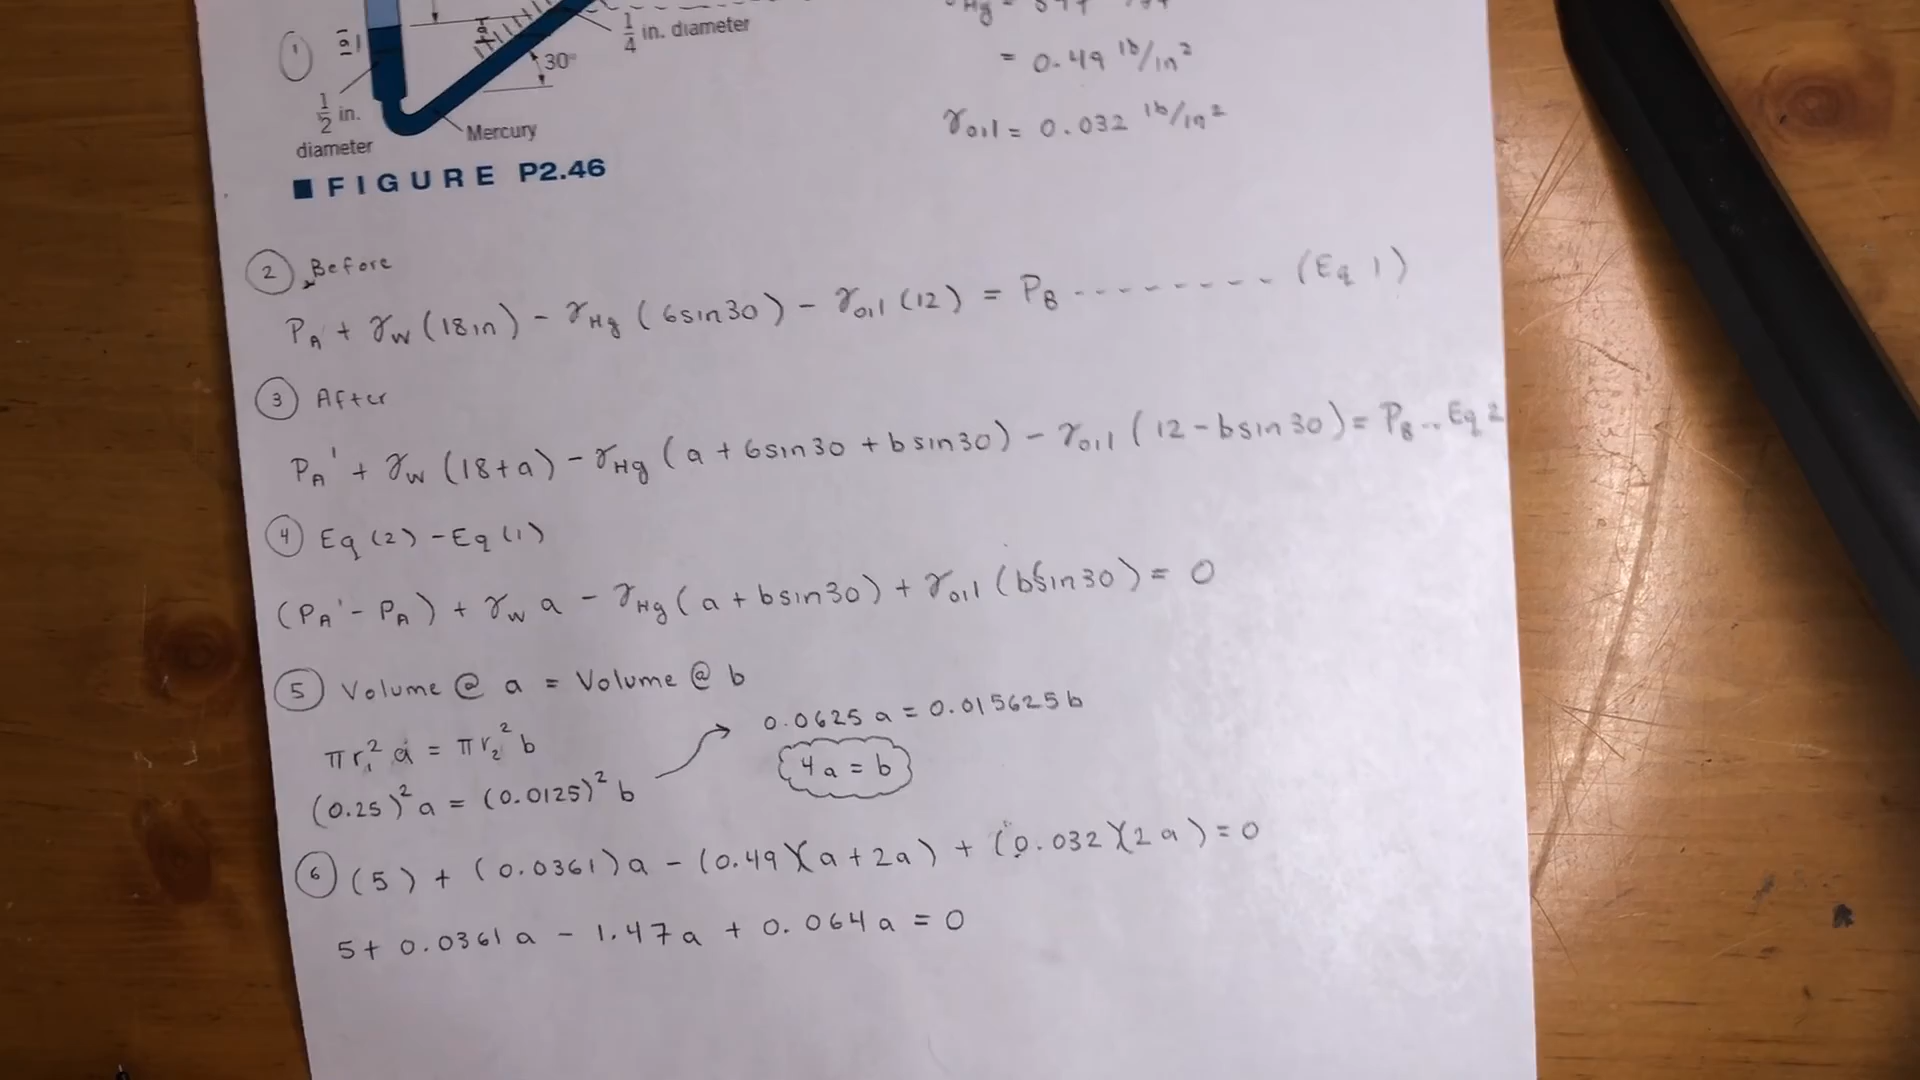 1
|a|
a
1/4 in. diameter
30°
1/2 in.
diameter
Mercury
= 0.49 lb/in²
γoil = 0.032 lb/in²
■ FIGURE P2.46
② Before
PA + γw (18in) - γHg (6sin30) - γoil (12) = PB --------- (Eq 1)
③ After
PA' + γw (18+a) - γHg (a + 6sin30 + bsin30) - γoil (12 - bsin30) = PB .. Eq 2
④ Eq (2) - Eq (1)
(PA' - PA) + γw a - γHg (a + bsin30) + γoil (bsin30) = 0
⑤ Volume @ a = Volume @ b
πr₁² a = πr₂² b
(0.25)² a = (0.0125)² b
0.0625 a = 0.015625 b
4a = b
⑥ (5) + (0.0361)a - (0.49)(a + 2a) + (0.032)(2a) = 0
5 + 0.0361a - 1.47a + 0.064a = 0